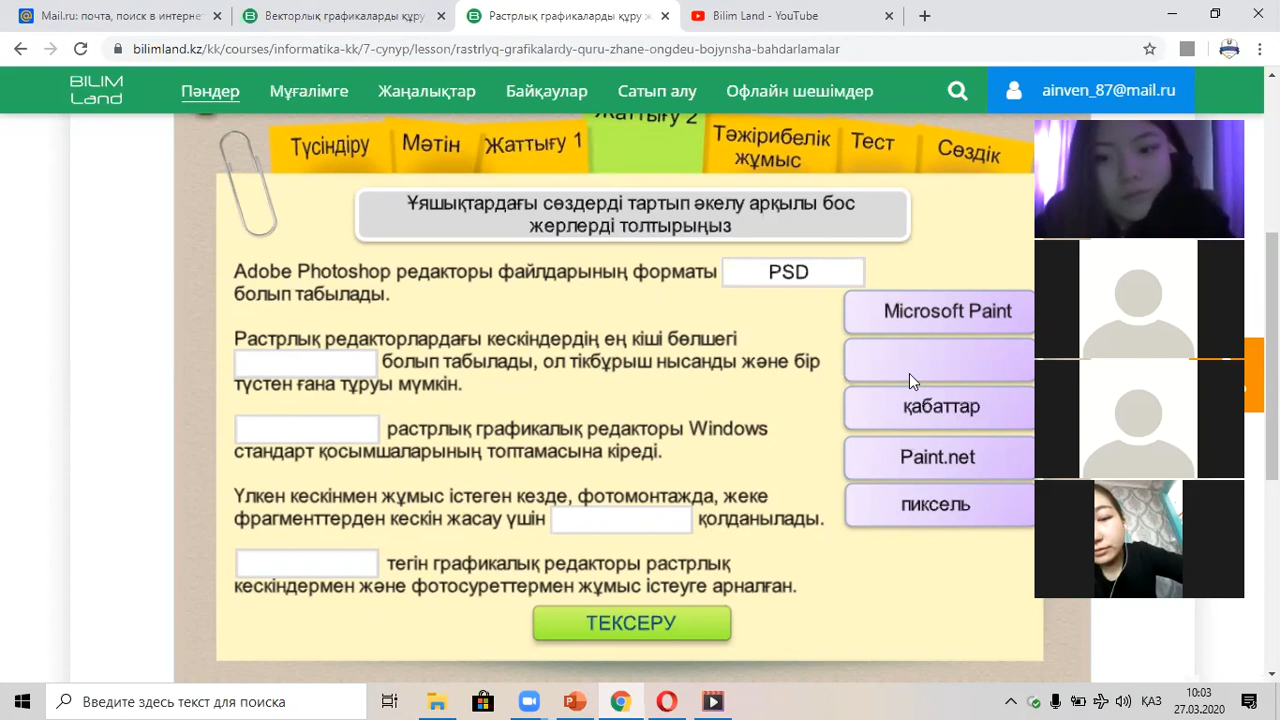 Mail.ru: почта, поиск в интерне
Векторлық графикаларды құру
Растрлық графикаларды құру ж
Bilim Land - YouTube
bilimland.kz/kk/courses/informatika-kk/7-synyp/lesson/rastrlyq-grafikalardy-quru-zhane-ongdeu-bojynsha-bahdarlamalar
BILIM Land
Пәндер Мұғалімге Жаңалықтар Байқаулар Сатып алу Офлайн шешімдер
ainven_87@mail.ru
Түсіндіру
Мәтін
Жаттығу 1
Жаттығу 2
Тәжірибелік
жұмыс
Тест
Сөздік
Ұяшықтардағы сөздерді тартып әкелу арқылы бос
жерлерді толтырыңыз
Adobe Photoshop редакторы файлдарының форматы PSD
болып табылады.
Растрлық редакторлардағы кескіндердің ең кіші бөлшегі
болып табылады, ол тікбұрыш нысанды және бір
түстен ғана тұруы мүмкін.
растрлық графикалық редакторы Windows
стандарт қосымшаларының топтамасына кіреді.
Үлкен кескінмен жұмыс істеген кезде, фотомонтажда, жеке
фрагменттерден кескін жасау үшін қолданылады.
тегін графикалық редакторы растрлық
кескіндермен және фотосуреттермен жұмыс істеуге арналған.
Microsoft Paint
қабаттар
Paint.net
пиксель
ТЕКСЕРУ
Введите здесь текст для поиска
ҚАЗ
10:03
27.03.2020